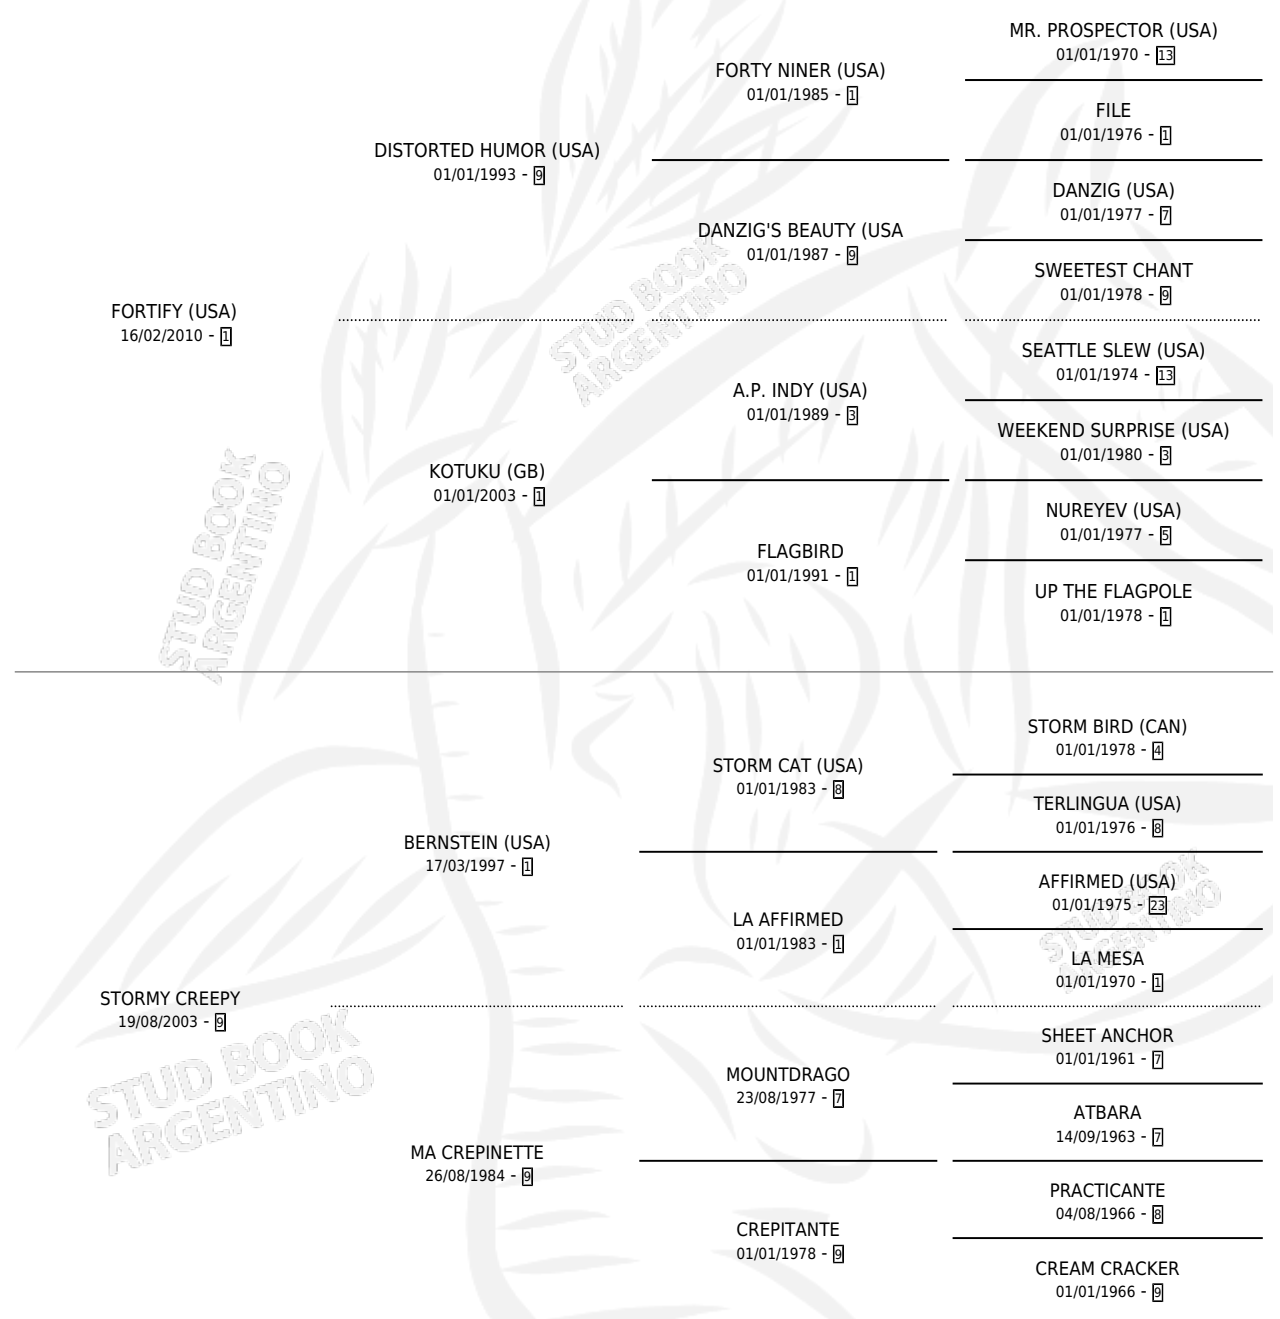 MR. PROSPECTOR (USA)
01/01/1970 - 13
FORTY NINER (USA)
01/01/1985 - 1
FILE
01/01/1976 - 1
DISTORTED HUMOR (USA)
01/01/1993 - 9
DANZIG (USA)
01/01/1977 - 7
DANZIG'S BEAUTY (USA
01/01/1987 - 9
SWEETEST CHANT
01/01/1978 - 9
STUD BOOK
ARGENTINO
FORTIFY (USA)
16/02/2010 - 1
SEATTLE SLEW (USA)
01/01/1974 - 13
A.P. INDY (USA)
01/01/1989 - 3
WEEKEND SURPRISE (USA)
01/01/1980 - 3
KOTUKU (GB)
01/01/2003 - 1
NUREYEV (USA)
01/01/1977 - 5
FLAGBIRD
01/01/1991 - 1
UP THE FLAGPOLE
01/01/1978 - 1
STUD BOOK
ARGENTINO
STORM BIRD (CAN)
01/01/1978 - 4
STORM CAT (USA)
01/01/1983 - 8
TERLINGUA (USA)
01/01/1976 - 8
BERNSTEIN (USA)
17/03/1997 - 1
AFFIRMED (USA)
01/01/1975 - 23
LA AFFIRMED
01/01/1983 - 1
STUD BOOK
ARGENTINO
LA MESA
01/01/1970 - 1
STORMY CREEPY
19/08/2003 - 9
SHEET ANCHOR
01/01/1961 - 7
MOUNTDRAGO
23/08/1977 - 7
STUD BOOK
ARGENTINO
ATBARA
14/09/1963 - 7
MA CREPINETTE
26/08/1984 - 9
PRACTICANTE
04/08/1966 - 8
CREPITANTE
01/01/1978 - 9
CREAM CRACKER
01/01/1966 - 9